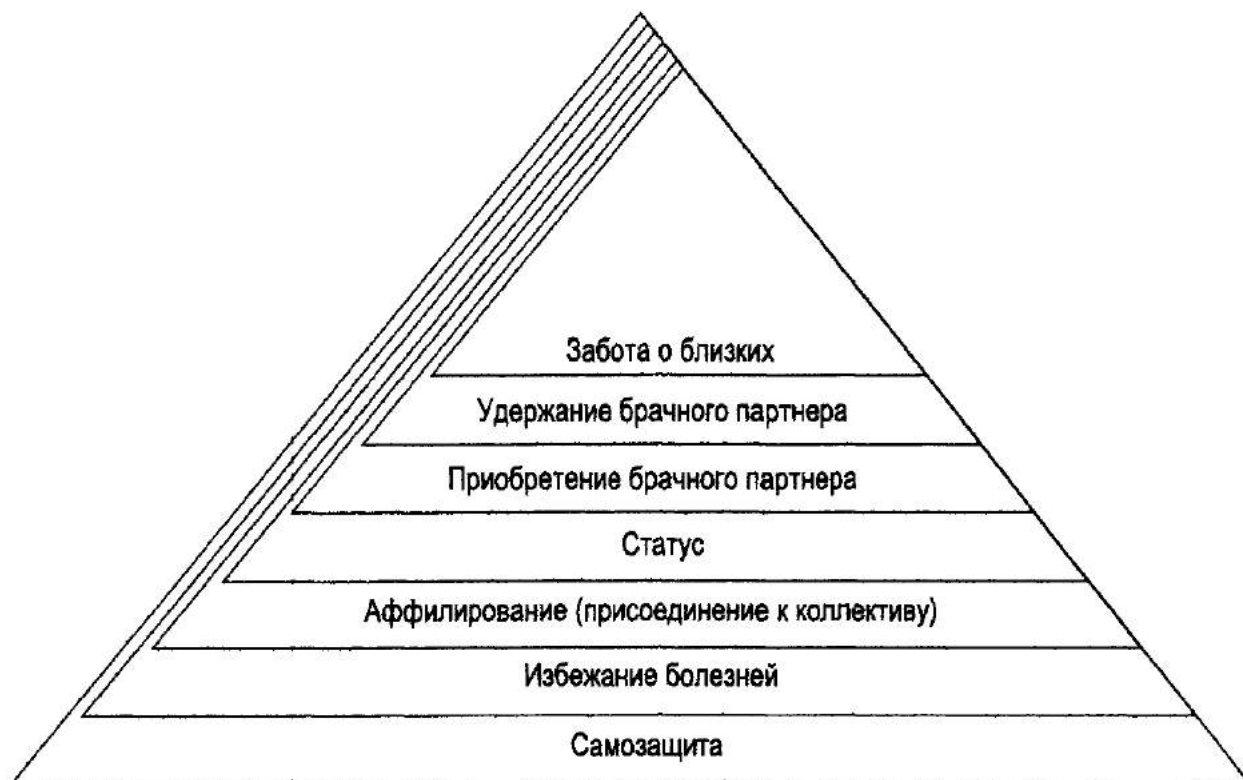 Забота о близких
Удержание брачного партнера
Приобретение брачного партнера
Статус
Аффилирование (присоединение к коллективу)
Избежание болезней
Самозащита